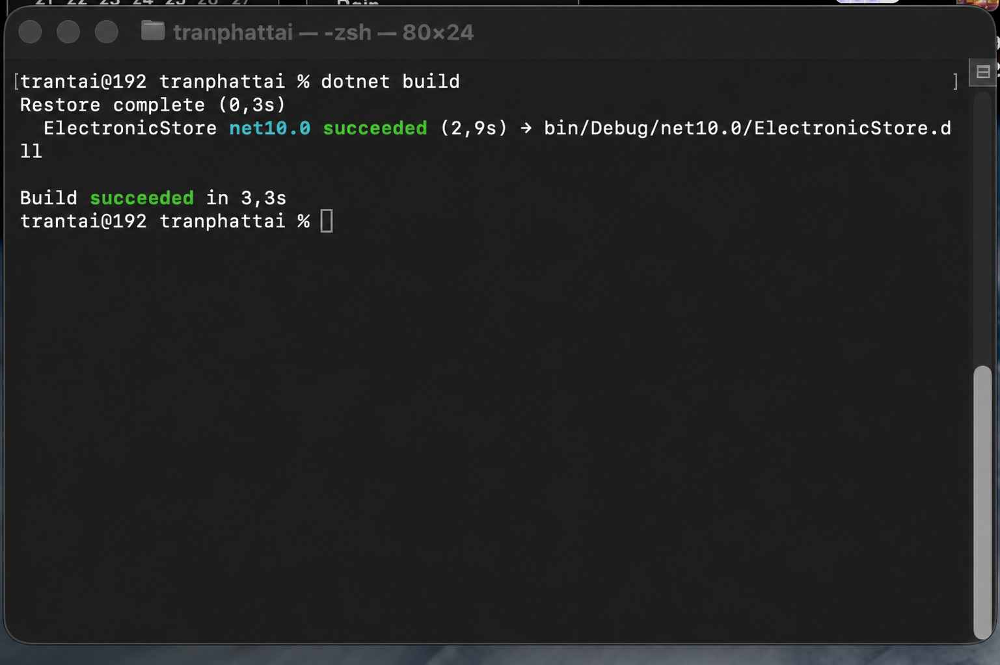 tranphattai — -zsh — 80×24
[trantai@192 tranphattai % dotnet build ]
Restore complete (0,3s)
ElectronicStore net10.0 succeeded (2,9s) → bin/Debug/net10.0/ElectronicStore.d
ll
Build succeeded in 3,3s
trantai@192 tranphattai %